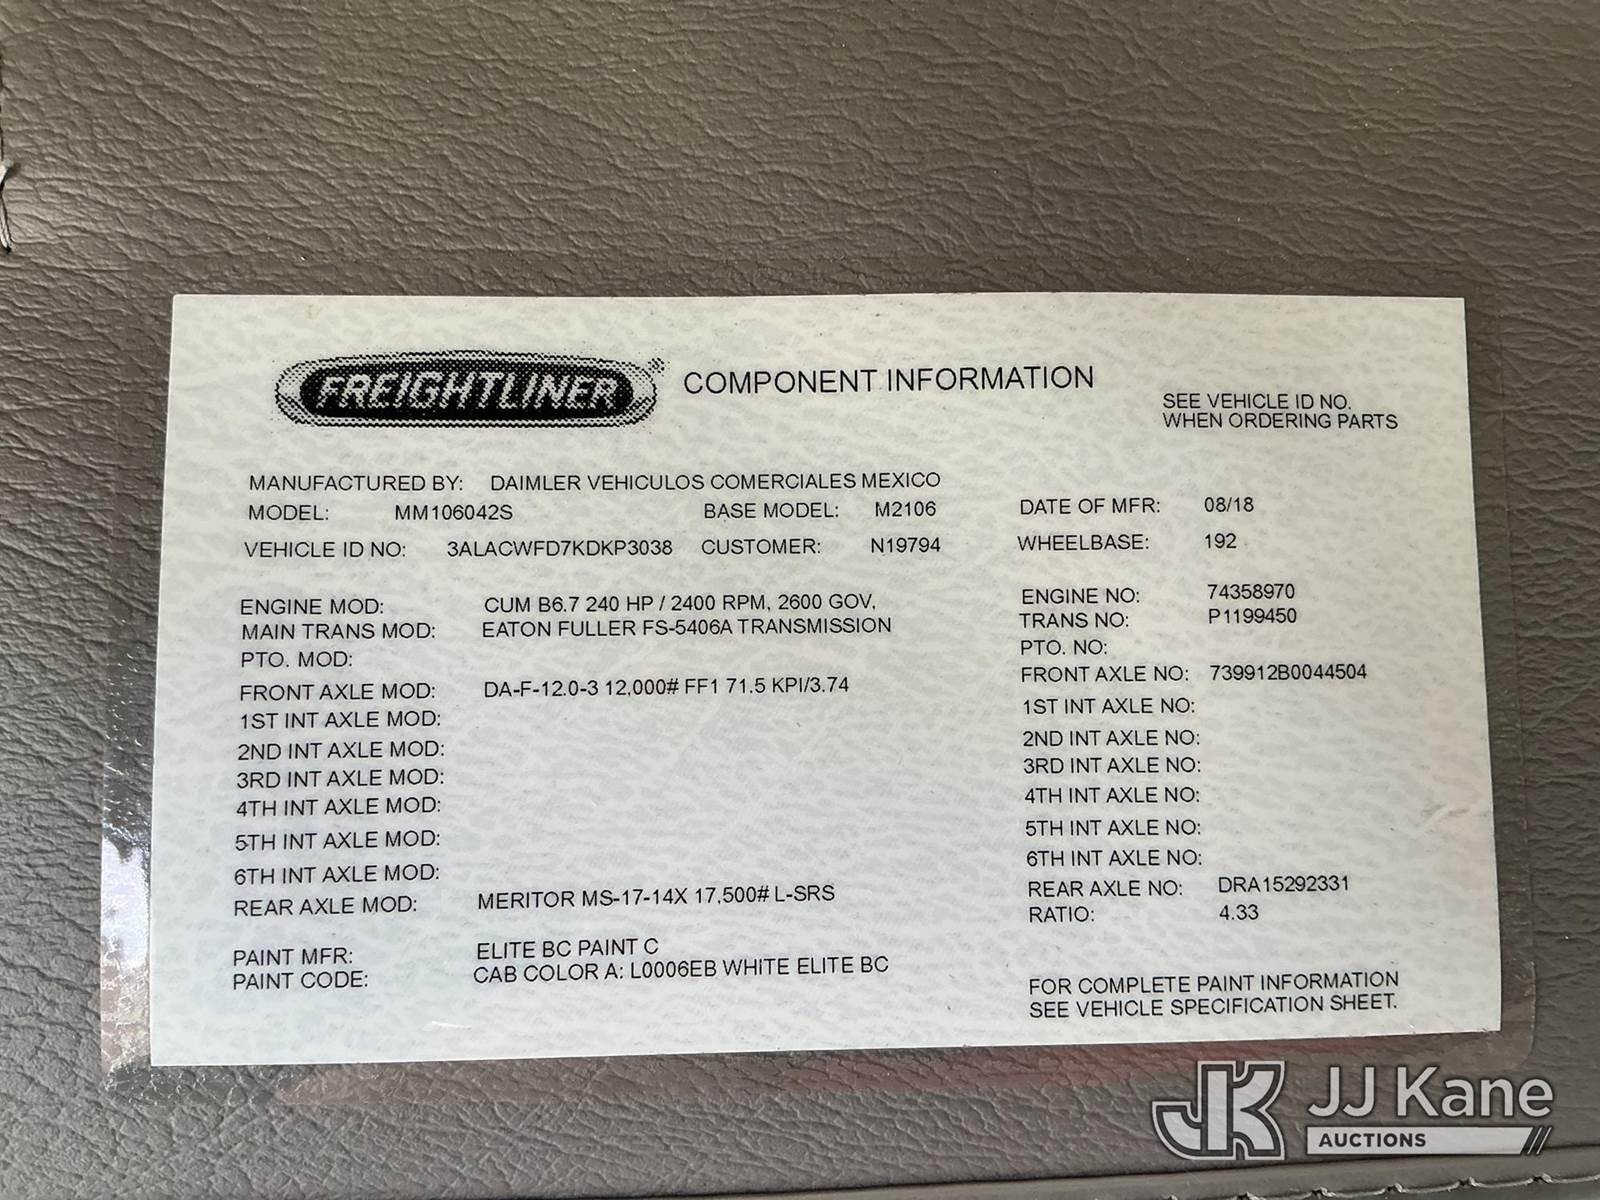 FREIGHTLINER® COMPONENT INFORMATION
SEE VEHICLE ID NO.
WHEN ORDERING PARTS
MANUFACTURED BY: DAIMLER VEHICULOS COMERCIALES MEXICO
MODEL: MM106042S BASE MODEL: M2106 DATE OF MFR: 08/18
VEHICLE ID NO: 3ALACWFD7KDKP3038 CUSTOMER: N19794 WHEELBASE: 192
ENGINE MOD: CUM B6.7 240 HP / 2400 RPM, 2600 GOV, ENGINE NO: 74358970
MAIN TRANS MOD: EATON FULLER FS-5406A TRANSMISSION TRANS NO: P1199450
PTO. MOD: PTO. NO:
FRONT AXLE MOD: DA-F-12.0-3 12,000# FF1 71.5 KPI/3.74 FRONT AXLE NO: 739912B0044504
1ST INT AXLE MOD: 1ST INT AXLE NO:
2ND INT AXLE MOD: 2ND INT AXLE NO:
3RD INT AXLE MOD: 3RD INT AXLE NO:
4TH INT AXLE MOD: 4TH INT AXLE NO:
5TH INT AXLE MOD: 5TH INT AXLE NO:
6TH INT AXLE MOD: 6TH INT AXLE NO:
REAR AXLE MOD: MERITOR MS-17-14X 17,500# L-SRS REAR AXLE NO: DRA15292331
RATIO: 4.33
PAINT MFR: ELITE BC PAINT C
PAINT CODE: CAB COLOR A: L0006EB WHITE ELITE BC
FOR COMPLETE PAINT INFORMATION
SEE VEHICLE SPECIFICATION SHEET.
JK JJ Kane
AUCTIONS